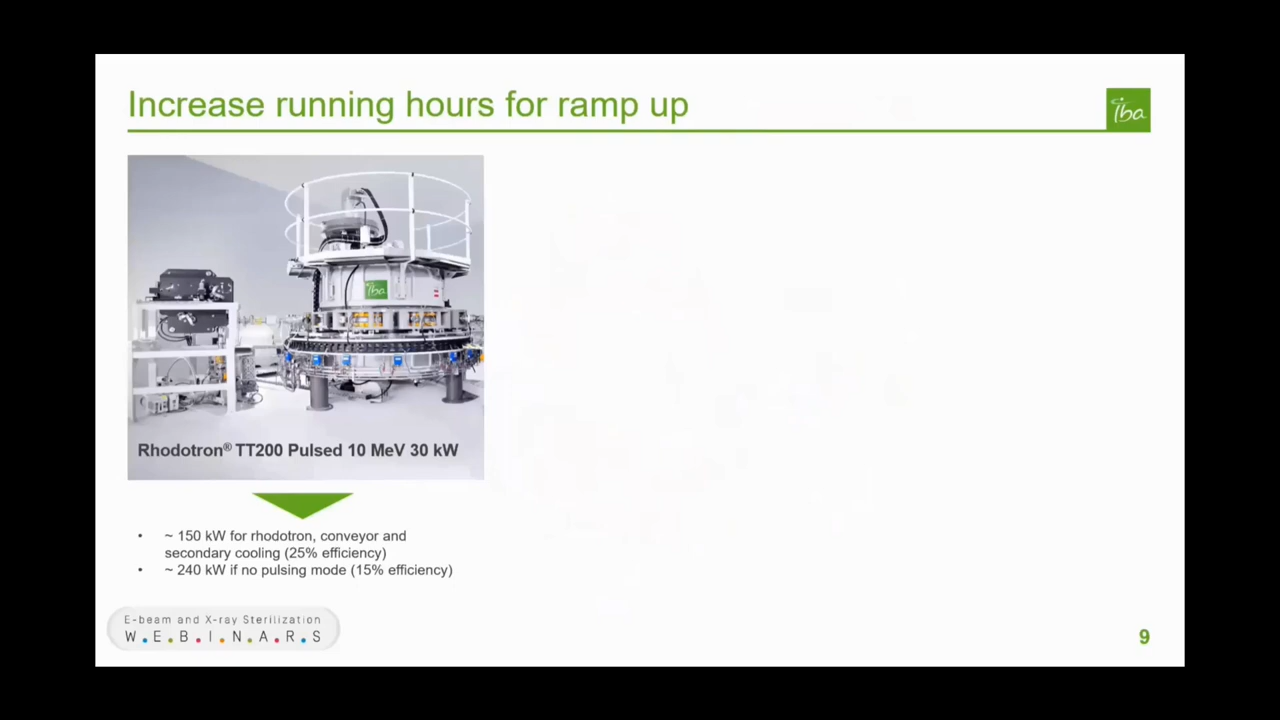 Increase running hours for ramp up
iba
iba
Rhodotron® TT200 Pulsed 10 MeV 30 kW
• ~ 150 kW for rhodotron, conveyor and
secondary cooling (25% efficiency)
• ~ 240 kW if no pulsing mode (15% efficiency)
E-beam and X-ray Sterilization
W.E.B.I.N.A.R.S
9